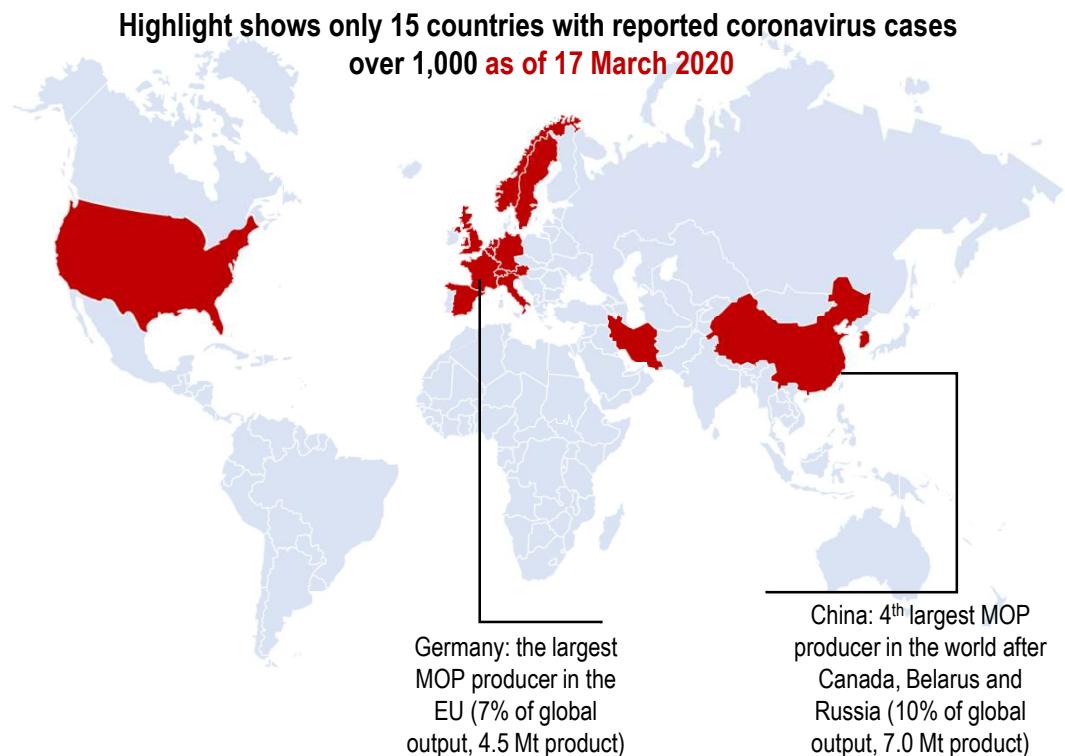 Highlight shows only 15 countries with reported coronavirus cases
over 1,000 as of 17 March 2020
Germany: the largest
MOP producer in the
EU (7% of global
output, 4.5 Mt product)
China: 4th largest MOP
producer in the world after
Canada, Belarus and
Russia (10% of global
output, 7.0 Mt product)